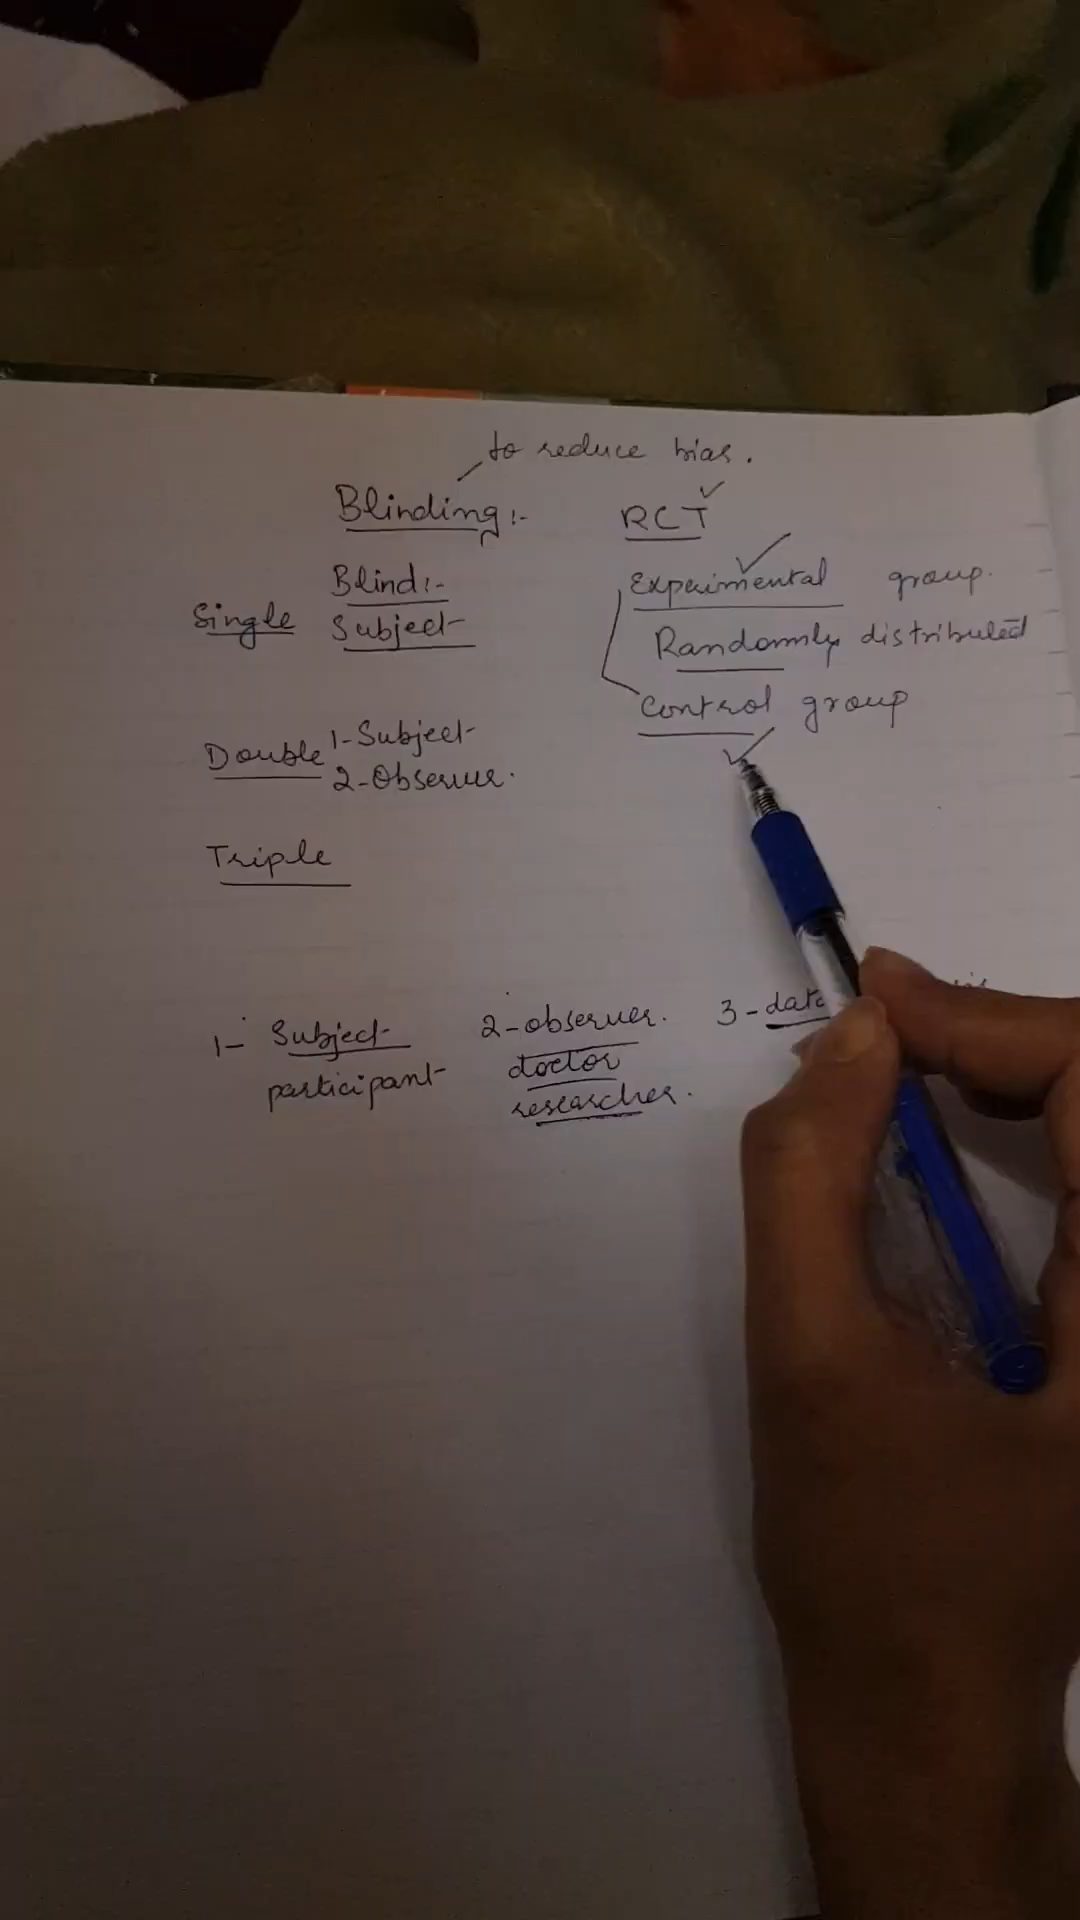 to reduce bias.
Blinding :-
RCT
Blind :-
Single Subject
Experimental group.
Randomly distributed
Control group
Double 1-Subject
2-Observer.
Triple
1- Subject
participant
2-observer.
doctor
researcher.
3-data